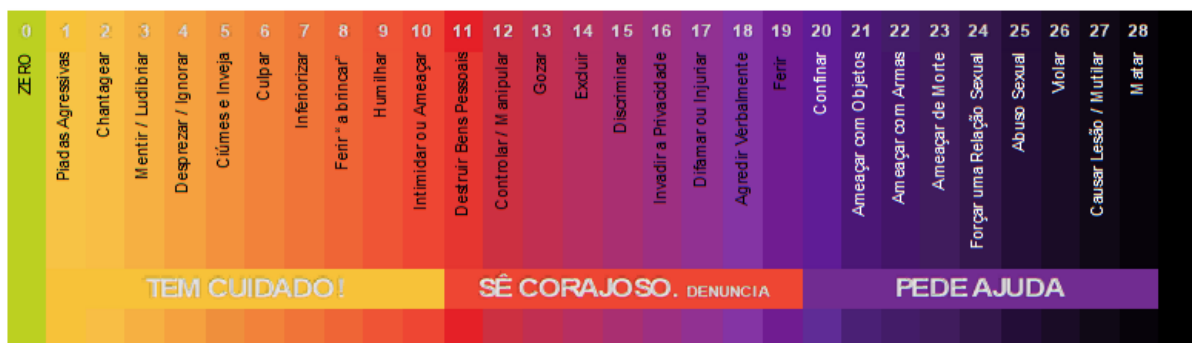 0 1 2 3 4 5 6 7 8 9 10 11 12 13 14 15 16 17 18 19 20 21 22 23 24 25 26 27 28
ZERO
Piadas Agressivas
Chantagear
Mentir / Ludibriar
Desprezar / Ignorar
Ciúmes e Inveja
Culpar
Inferiorizar
Ferir " a brincar"
Humilhar
Intimidar ou Ameaçar
Destruir Bens Pessoais
Controlar / Manipular
Gozar
Excluir
Discriminar
Invadir a Privacidade
Difamar ou Injuriar
Agredir Verbalmente
Ferir
Confinar
Ameaçar com Objetos
Ameaçar com Armas
Ameaçar de Morte
Forçar uma Relação Sexual
Abuso Sexual
Violar
Causar Lesão / Mutilar
Matar
TEM CUIDADO!
SÊ CORAJOSO. DENUNCIA
PEDE AJUDA